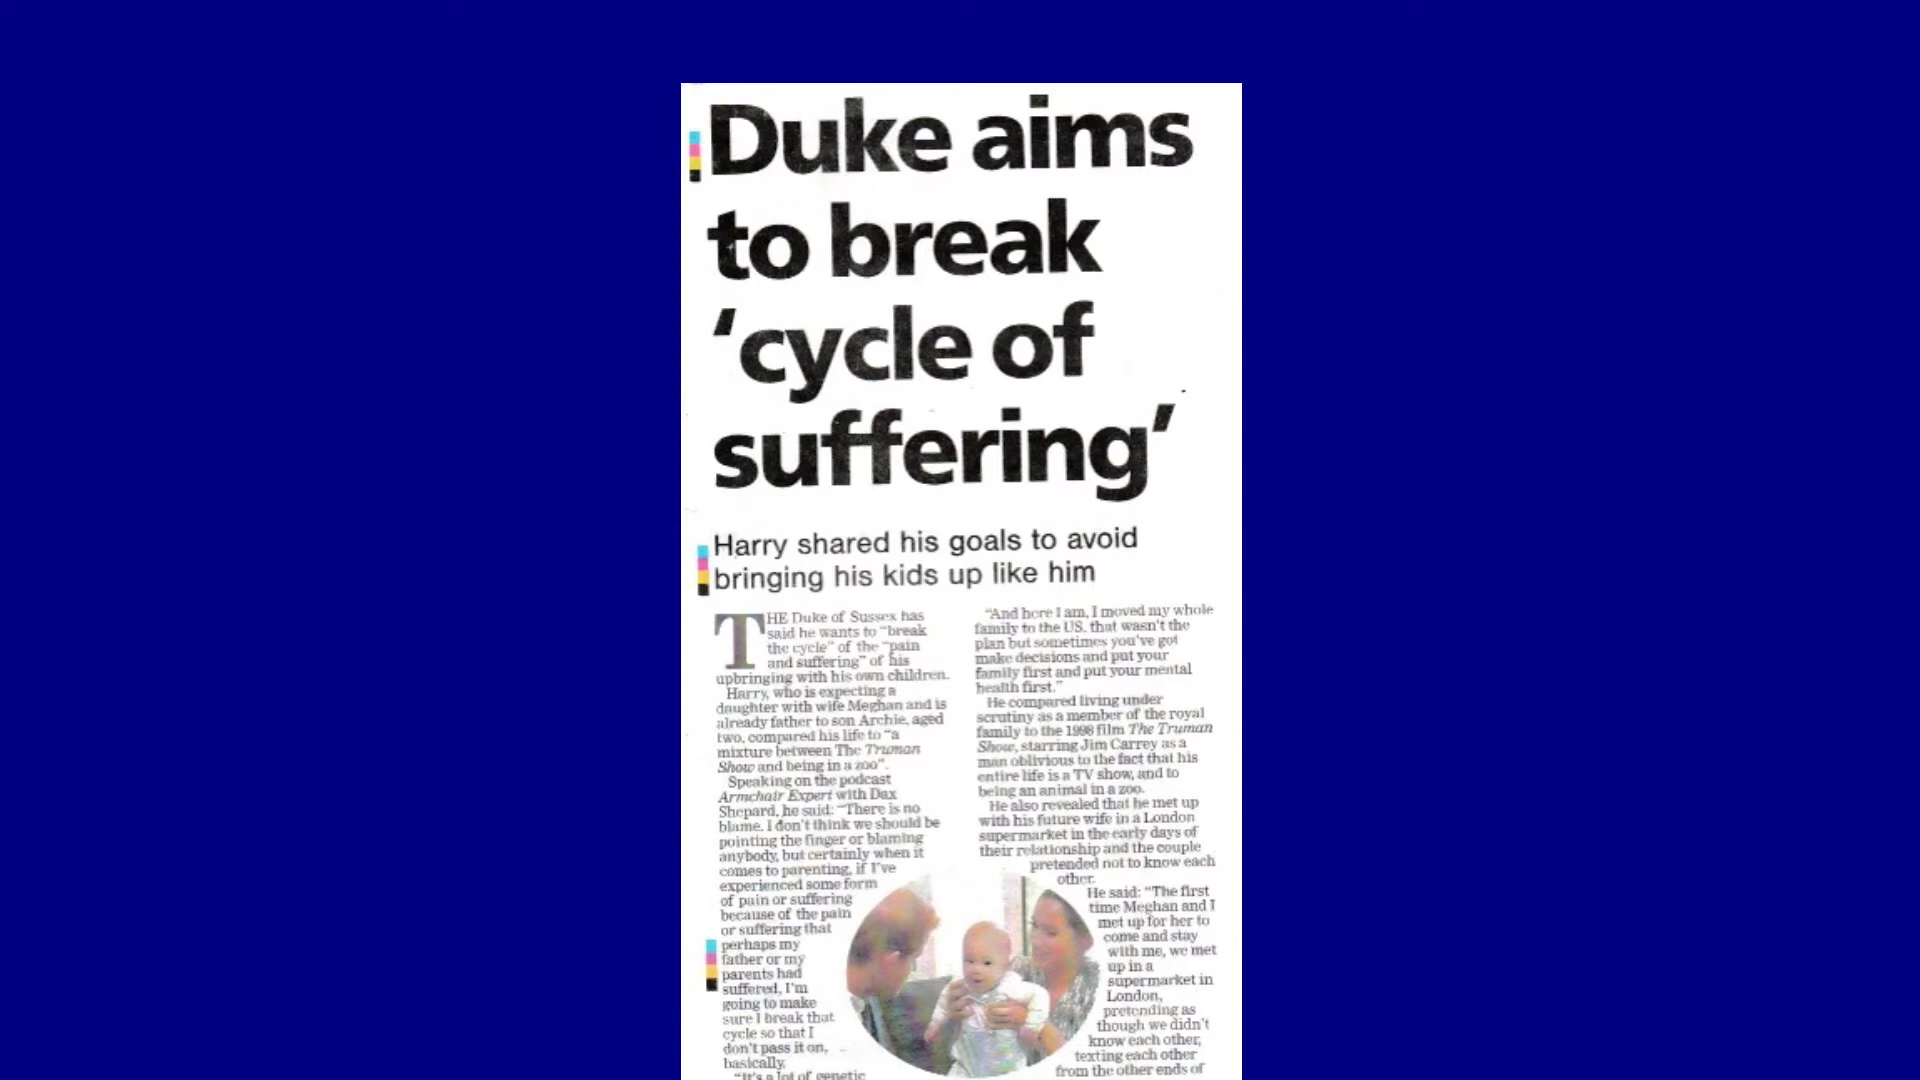 Duke aims
to break
‘cycle of
suffering’
Harry shared his goals to avoid
bringing his kids up like him
THE Duke of Sussex has
said he wants to “break
the cycle” of the “pain
and suffering” of his
upbringing with his own children.
Harry, who is expecting a
daughter with wife Meghan and is
already father to son Archie, aged
two, compared his life to “a
mixture between The Truman
Show and being in a zoo”.
Speaking on the podcast
Armchair Expert with Dax
Shepard, he said: “There is no
blame. I don’t think we should be
pointing the finger or blaming
anybody, but certainly when it
comes to parenting, if I’ve
experienced some form
of pain or suffering
because of the pain
or suffering that
perhaps my
father or my
parents had
suffered, I’m
going to make
sure I break that
cycle so that I
don’t pass it on,
basically.
“It’s a lot of genetic
“And here I am, I moved my whole
family to the US, that wasn’t the
plan but sometimes you’ve got
make decisions and put your
family first and put your mental
health first.”
He compared living under
scrutiny as a member of the royal
family to the 1998 film The Truman
Show, starring Jim Carrey as a
man oblivious to the fact that his
entire life is a TV show, and to
being an animal in a zoo.
He also revealed that he met up
with his future wife in a London
supermarket in the early days of
their relationship and the couple
pretended not to know each
other.
He said: “The first
time Meghan and I
met up for her to
come and stay
with me, we met
up in a
supermarket in
London,
pretending as
though we didn’t
know each other,
texting each other
from the other ends of